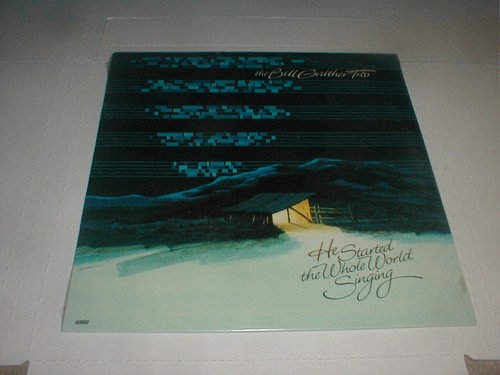 the Bill Gaither Trio
He Started
the Whole World
Singing